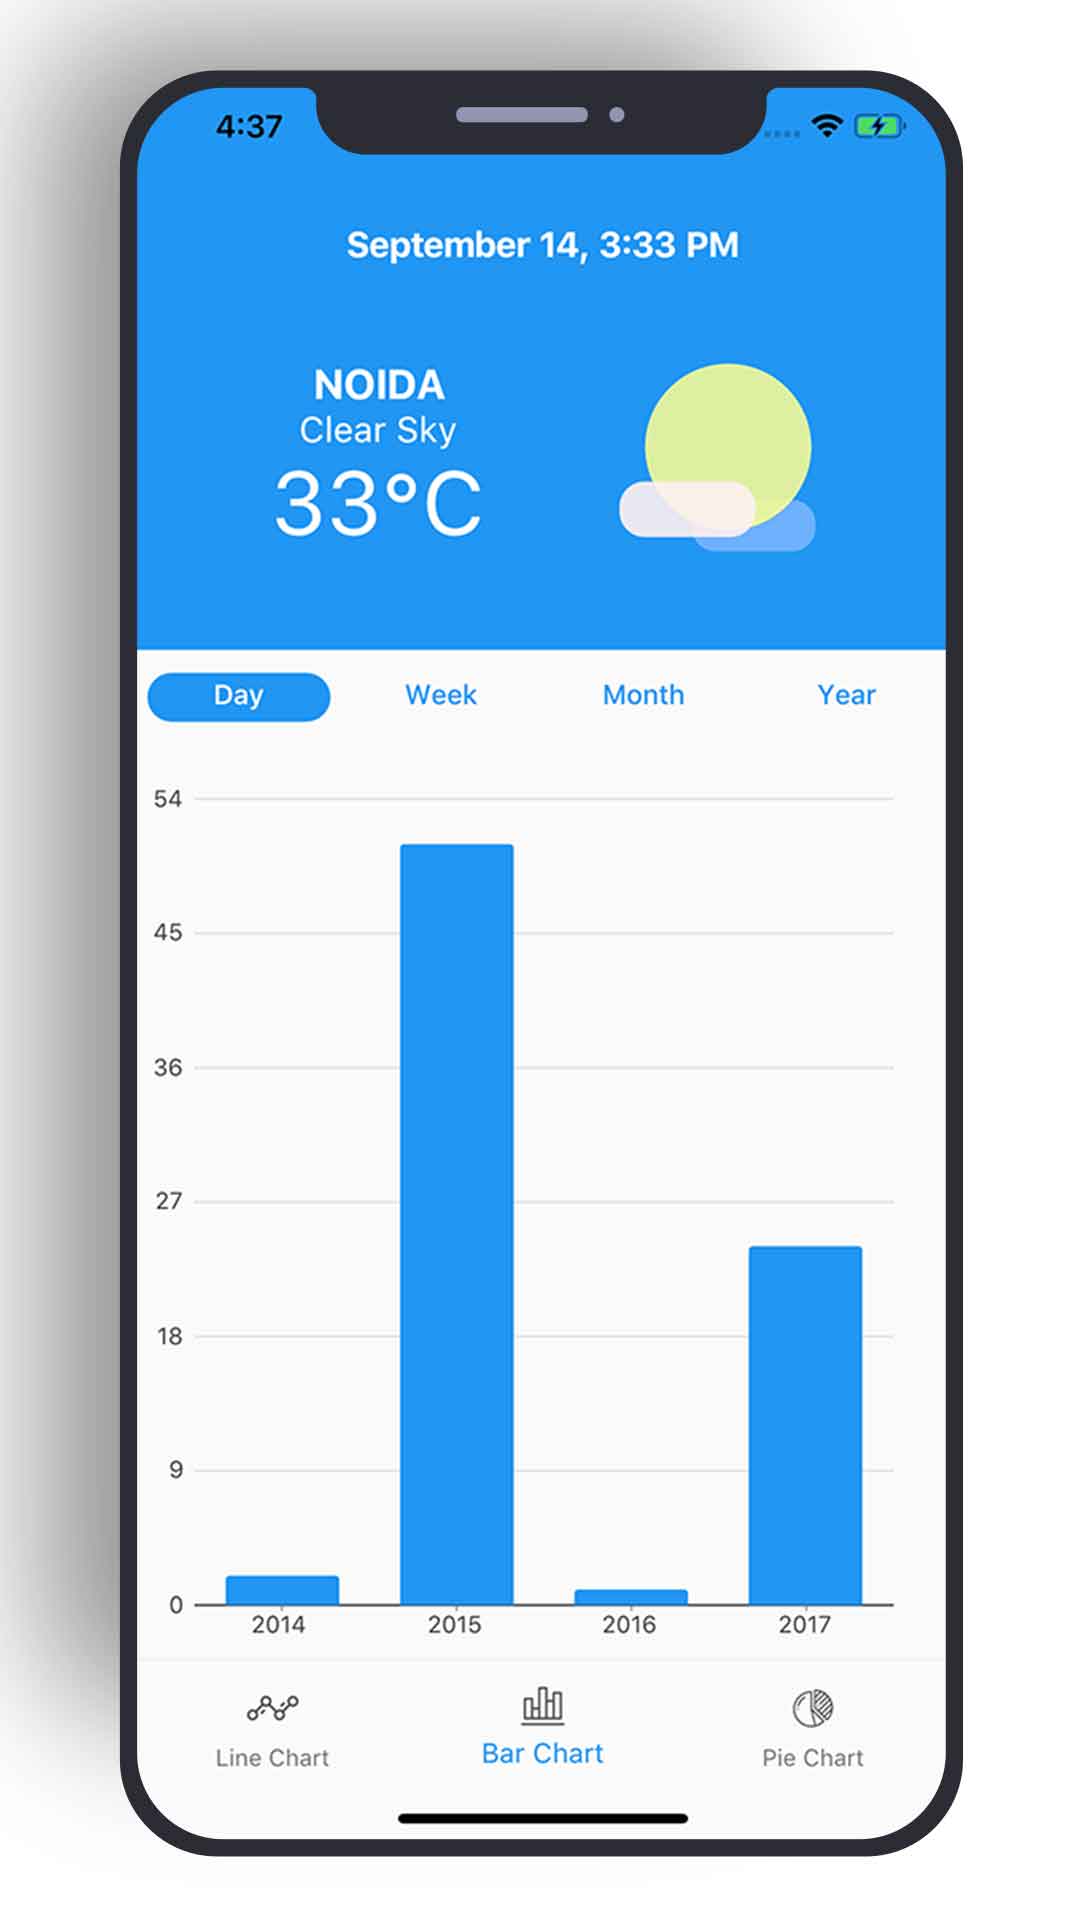 4:37
September 14, 3:33 PM
NOIDA
Clear Sky
33°C
Day Week Month Year
54
45
36
27
18
9
0
2014 2015 2016 2017
Line Chart Bar Chart Pie Chart